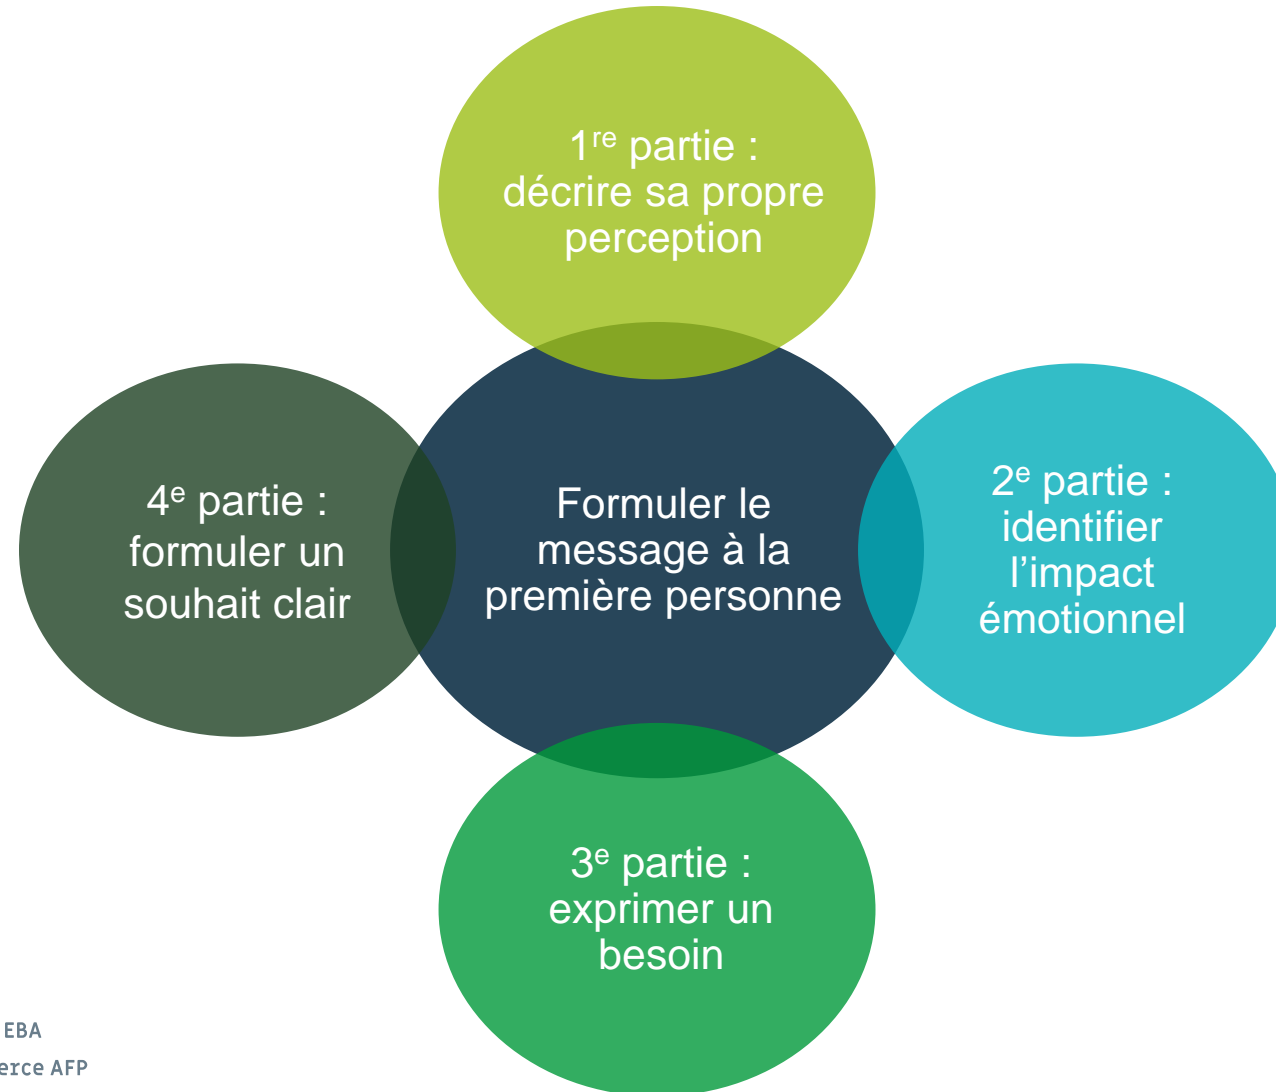 1re partie :
décrire sa propre
perception
4e partie :
formuler un
souhait clair
Formuler le
message à la
première personne
2e partie :
identifier
l’impact
émotionnel
3e partie :
exprimer un
besoin
EBA
AFP